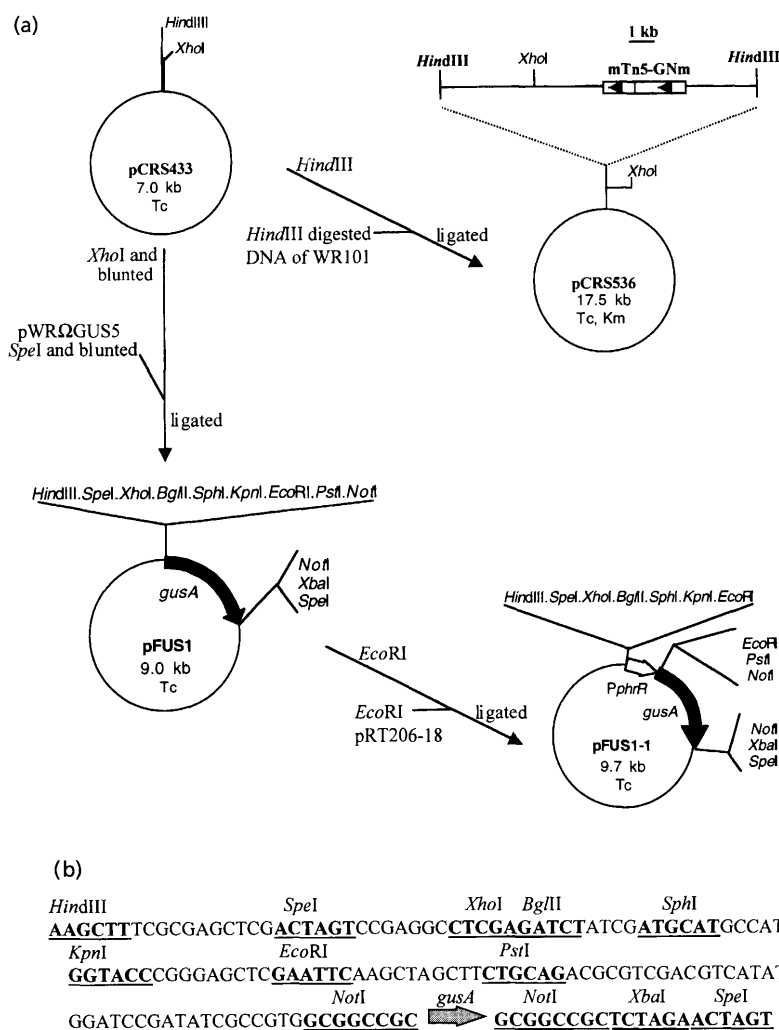 (a)
HindIIII
XhoI
pCRS433
7.0 kb
Tc
1 kb
HindIII
XhoI
mTn5-GNm
HindIII
XhoI
pCRS536
17.5 kb
Tc, Km
HindIII
HindIII digested
DNA of WR101
ligated
XhoI and
blunted
pWRΩGUS5
SpeI and blunted
ligated
HindIII.SpeI.XhoI.BglII.SphI.KpnI.EcoRI.PstI.NotI
gusA
NotI
XbaI
SpeI
pFUS1
9.0 kb
Tc
EcoRI
EcoRI
pRT206-18
ligated
HindIII.SpeI.XhoI.BglII.SphI.KpnI.EcoRI
EcoRI
PstI
NotI
PphrR
gusA
NotI
XbaI
SpeI
pFUS1-1
9.7 kb
Tc
(b)
HindIII SpeI XhoI BglII SphI
AAGCTTTCGCGAGCTCGACTAGTCCGAGGCCTCGAGATCTATCGATGCATGCCAT
KpnI EcoRI PstI
GGTACCCGGGAGCTCGAATTCAAGCTAGCTTCTGCAGACGCGTCGACGTCATAT
NotI gusA NotI XbaI SpeI
GGATCCGATATCGCCGTGGCGGCCGC GCGGCCGCTCTAGAACTAGT